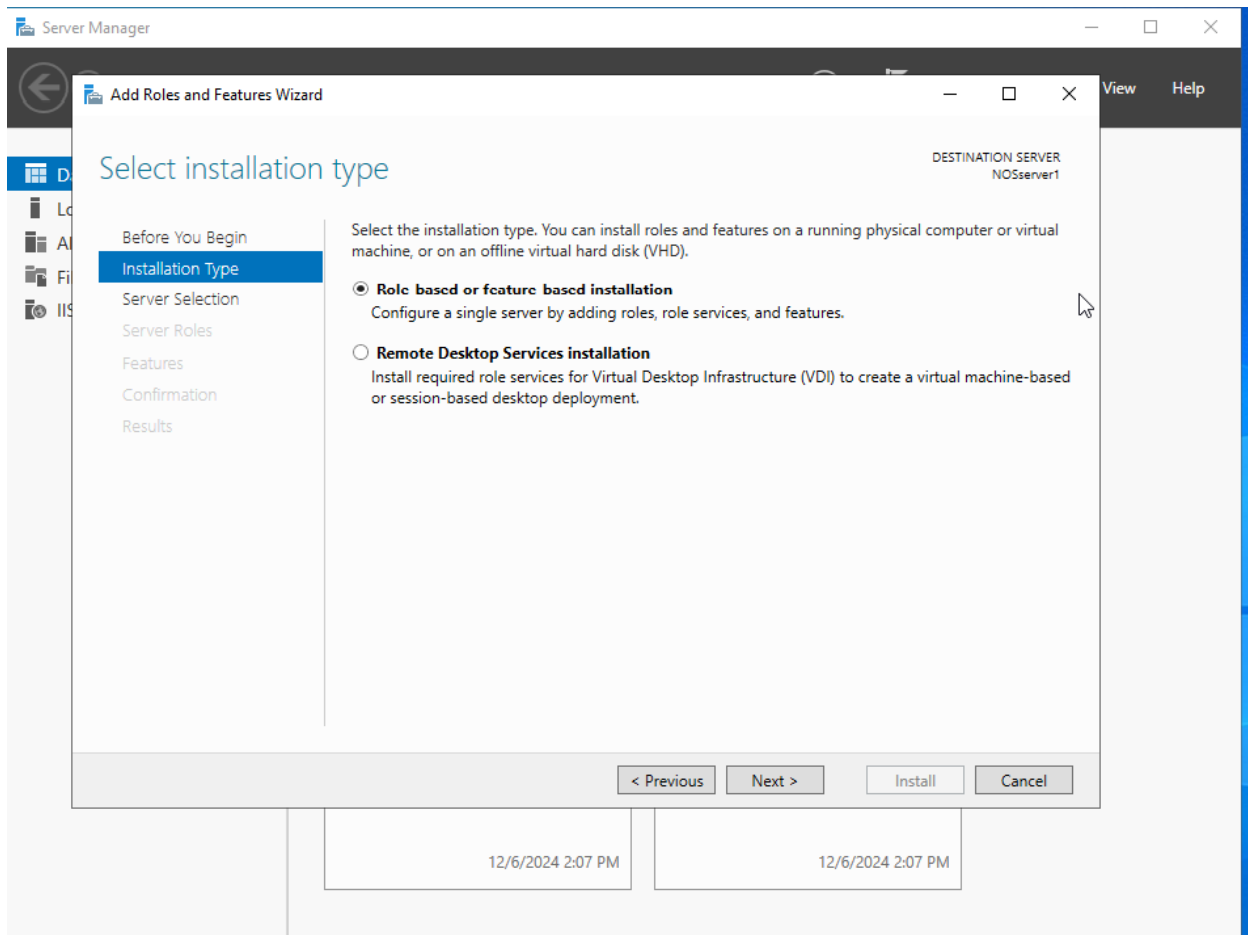 Server Manager
View Help
Add Roles and Features Wizard
Select installation type
DESTINATION SERVER
NOSserver1
Before You Begin
Installation Type
Server Selection
Server Roles
Features
Confirmation
Results
Select the installation type. You can install roles and features on a running physical computer or virtual
machine, or on an offline virtual hard disk (VHD).
Role-based or feature-based installation
Configure a single server by adding roles, role services, and features.
Remote Desktop Services installation
Install required role services for Virtual Desktop Infrastructure (VDI) to create a virtual machine-based
or session-based desktop deployment.
< Previous Next > Install Cancel
12/6/2024 2:07 PM 12/6/2024 2:07 PM